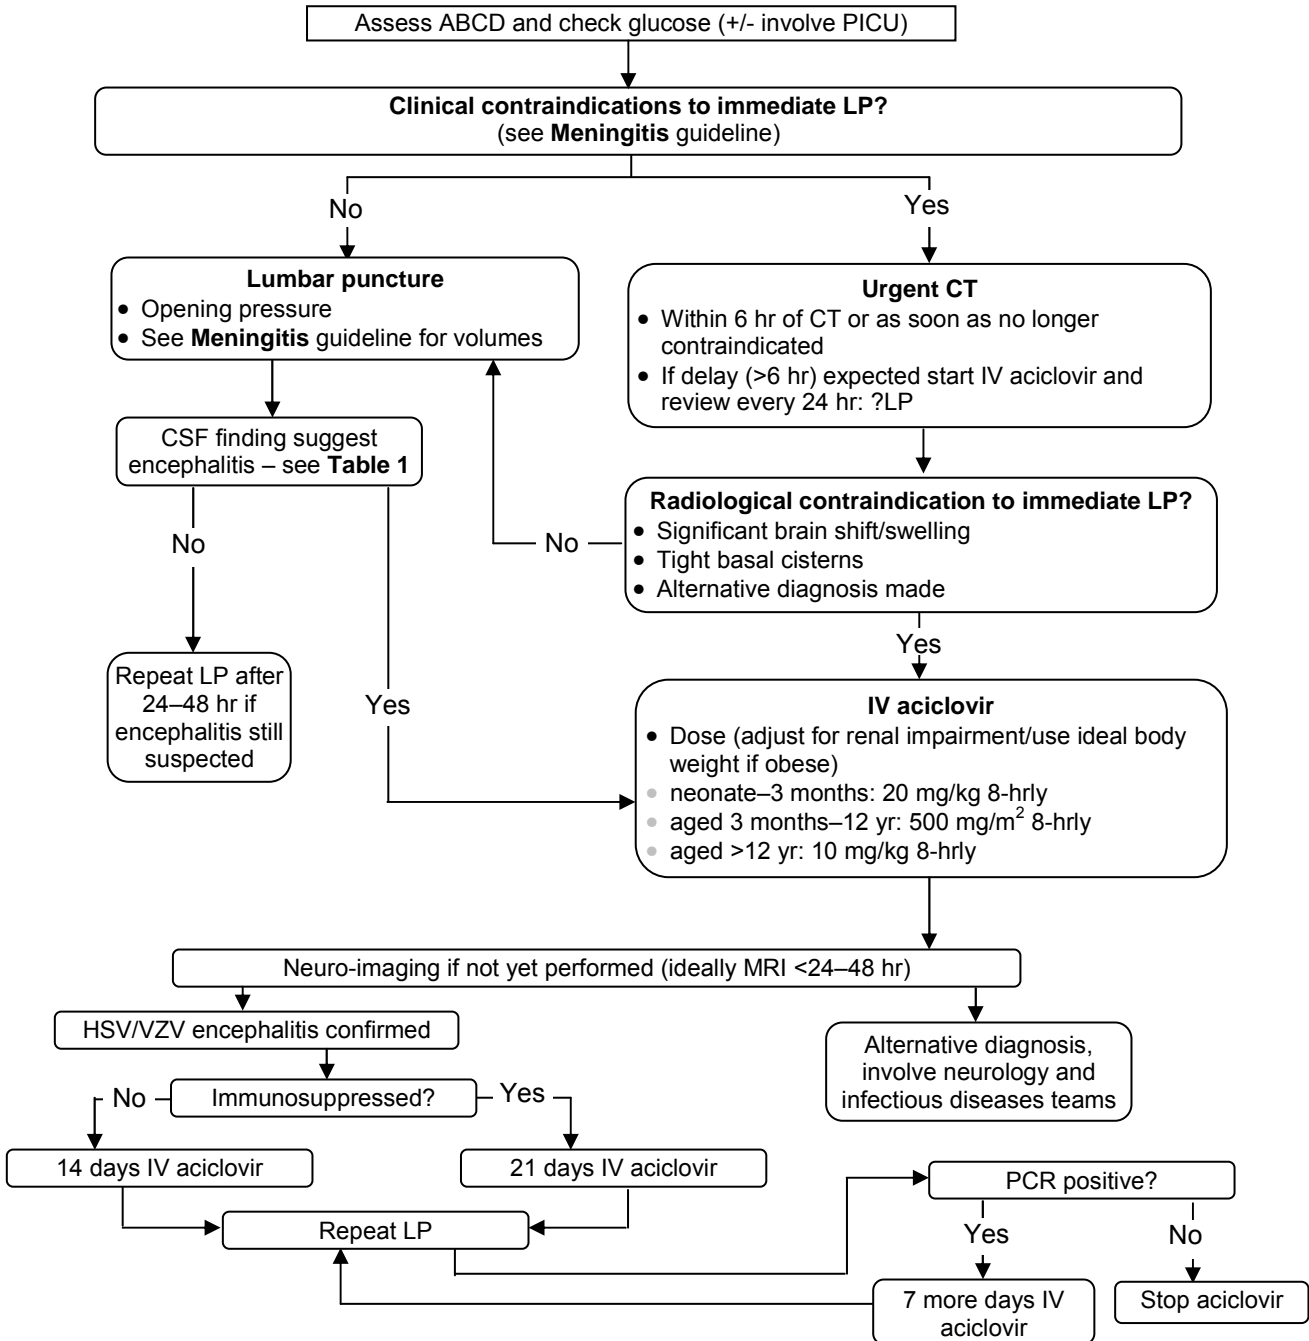 Assess ABCD and check glucose (+/- involve PICU)
Clinical contraindications to immediate LP?
(see Meningitis guideline)
No
Yes
Lumbar puncture
• Opening pressure
• See Meningitis guideline for volumes
Urgent CT
• Within 6 hr of CT or as soon as no longer
contraindicated
• If delay (>6 hr) expected start IV aciclovir and
review every 24 hr: ?LP
CSF finding suggest
encephalitis – see Table 1
Radiological contraindication to immediate LP?
• Significant brain shift/swelling
• Tight basal cisterns
• Alternative diagnosis made
No
No
Yes
Repeat LP after
24–48 hr if
encephalitis still
suspected
Yes
IV aciclovir
• Dose (adjust for renal impairment/use ideal body
weight if obese)
• neonate–3 months: 20 mg/kg 8-hrly
• aged 3 months–12 yr: 500 mg/m² 8-hrly
• aged >12 yr: 10 mg/kg 8-hrly
Neuro-imaging if not yet performed (ideally MRI <24–48 hr)
HSV/VZV encephalitis confirmed
Alternative diagnosis,
involve neurology and
infectious diseases teams
No
Immunosuppressed?
Yes
14 days IV aciclovir
21 days IV aciclovir
PCR positive?
Repeat LP
Yes
No
7 more days IV
aciclovir
Stop aciclovir